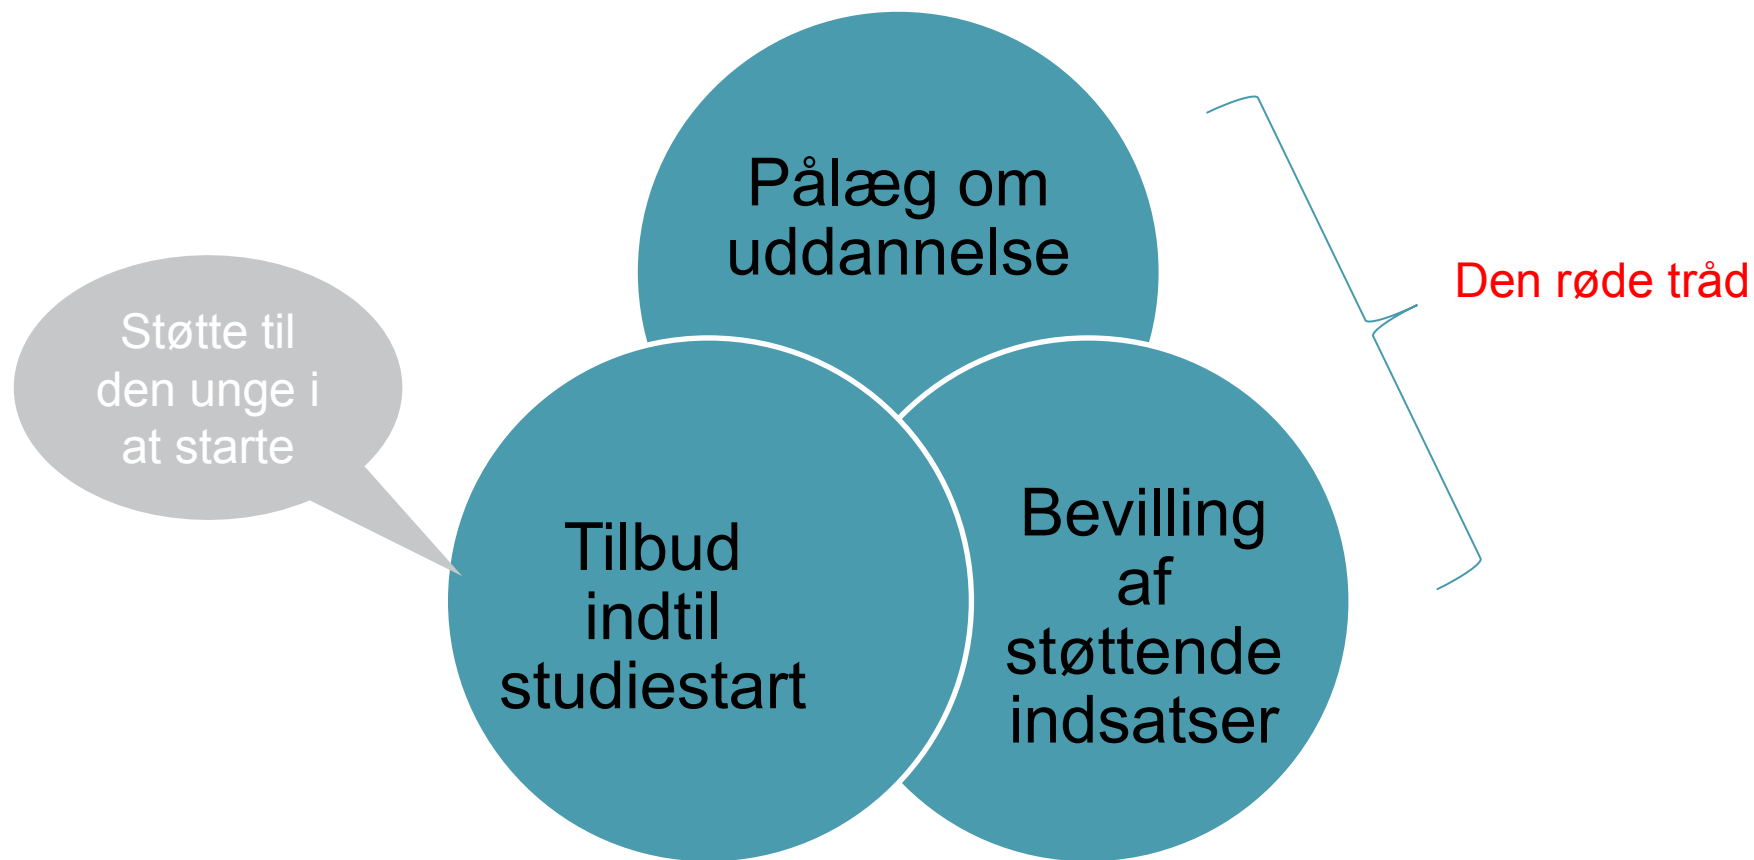 Pålæg om
uddannelse
Den røde tråd
Støtte til
den unge i
at starte
Tilbud
indtil
studiestart
Bevilling
af
støttende
indsatser